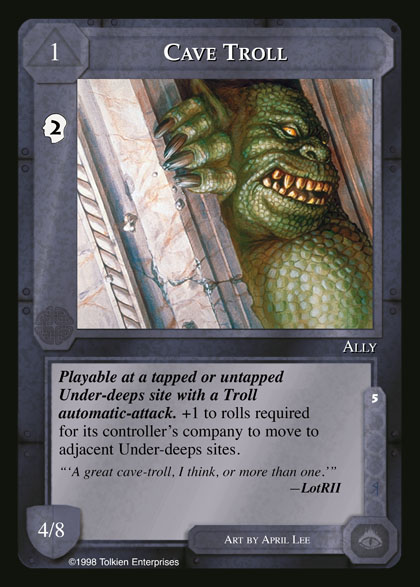 1
CAVE TROLL
2
ALLY
Playable at a tapped or untapped
Under-deeps site with a Troll
automatic-attack. +1 to rolls required
for its controller's company to move to
adjacent Under-deeps sites.
“‘A great cave-troll, I think, or more than one.’”
—LotRII
5
4/8
ART BY APRIL LEE
©1998 Tolkien Enterprises